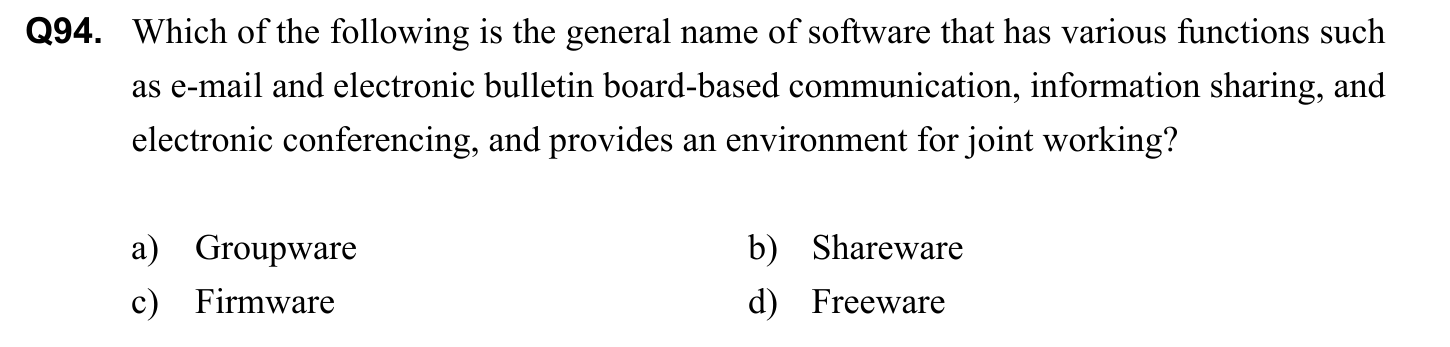 Q94. Which of the following is the general name of software that has various functions such
as e-mail and electronic bulletin board-based communication, information sharing, and
electronic conferencing, and provides an environment for joint working?
a) Groupware b) Shareware
c) Firmware d) Freeware